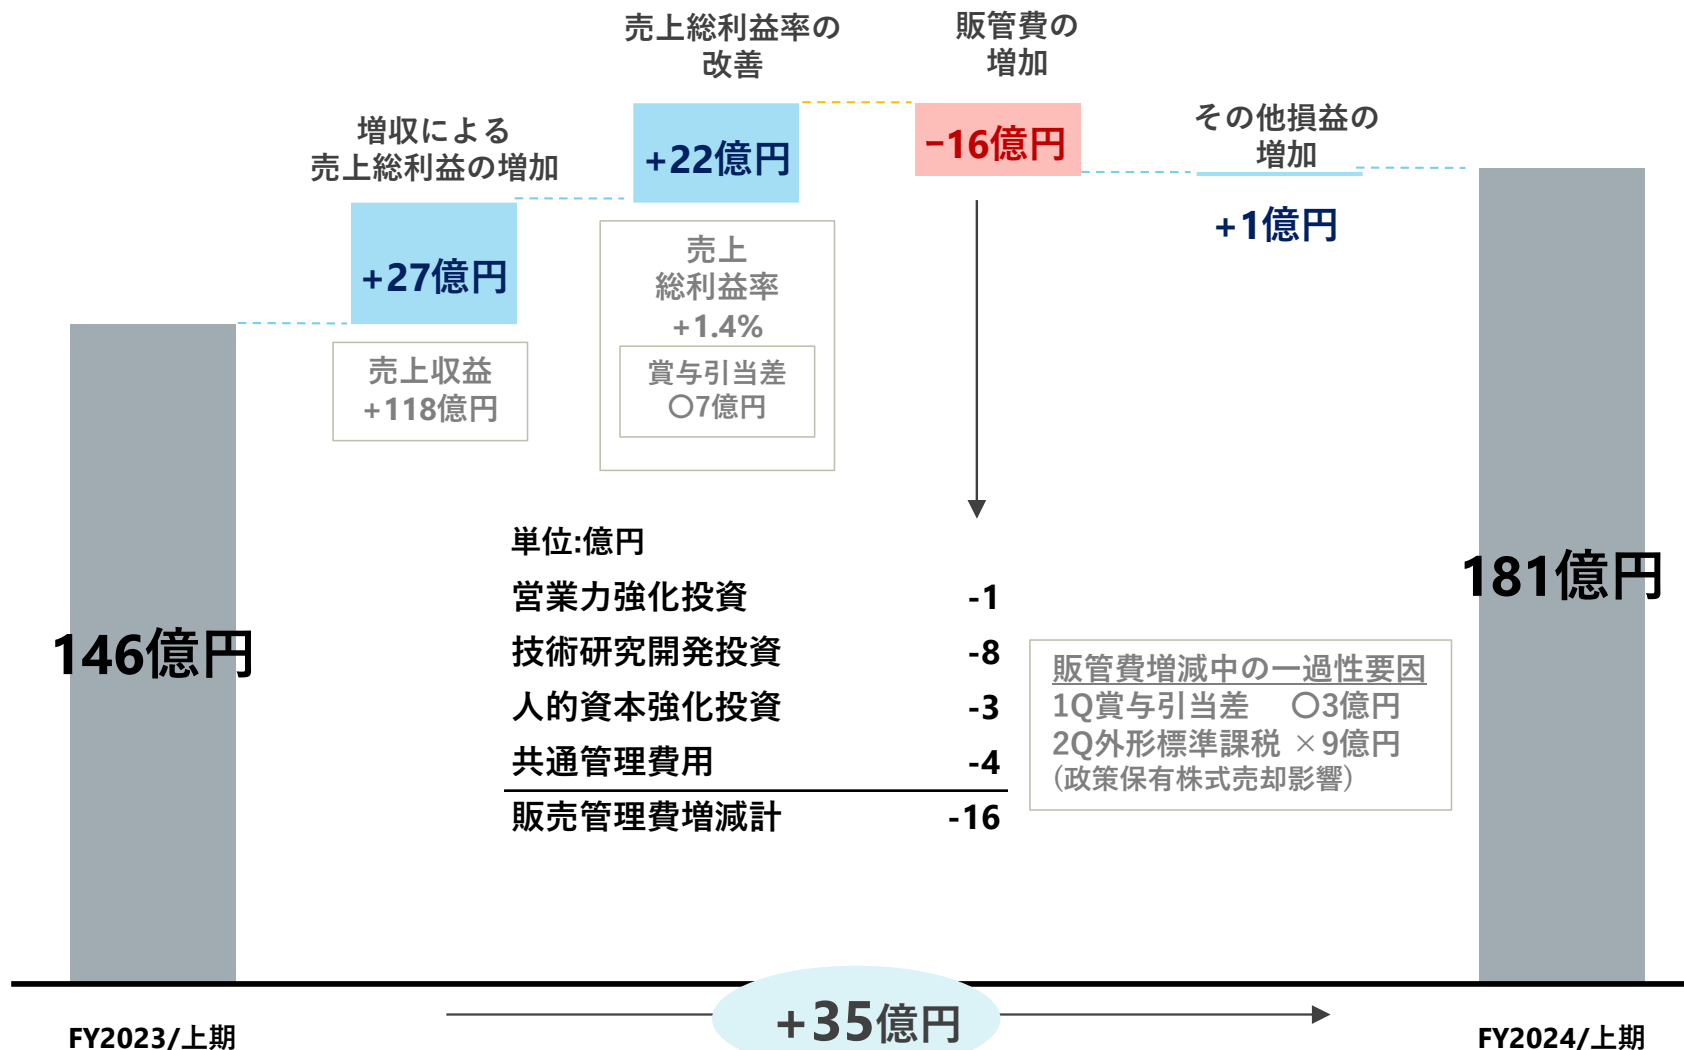 売上総利益率の
改善
販管費の
増加
増収による
売上総利益の増加
その他損益の
増加
+27億円
+22億円
−16億円
+1億円
売上収益
+118億円
売上
総利益率
+1.4%
賞与引当差
〇7億円
146億円
181億円
単位:億円
営業力強化投資 -1
技術研究開発投資 -8
人的資本強化投資 -3
共通管理費用 -4
販売管理費増減計 -16
販管費増減中の一過性要因
1Q賞与引当差 〇3億円
2Q外形標準課税 ×9億円
(政策保有株式売却影響)
+35億円
FY2023/上期
FY2024/上期